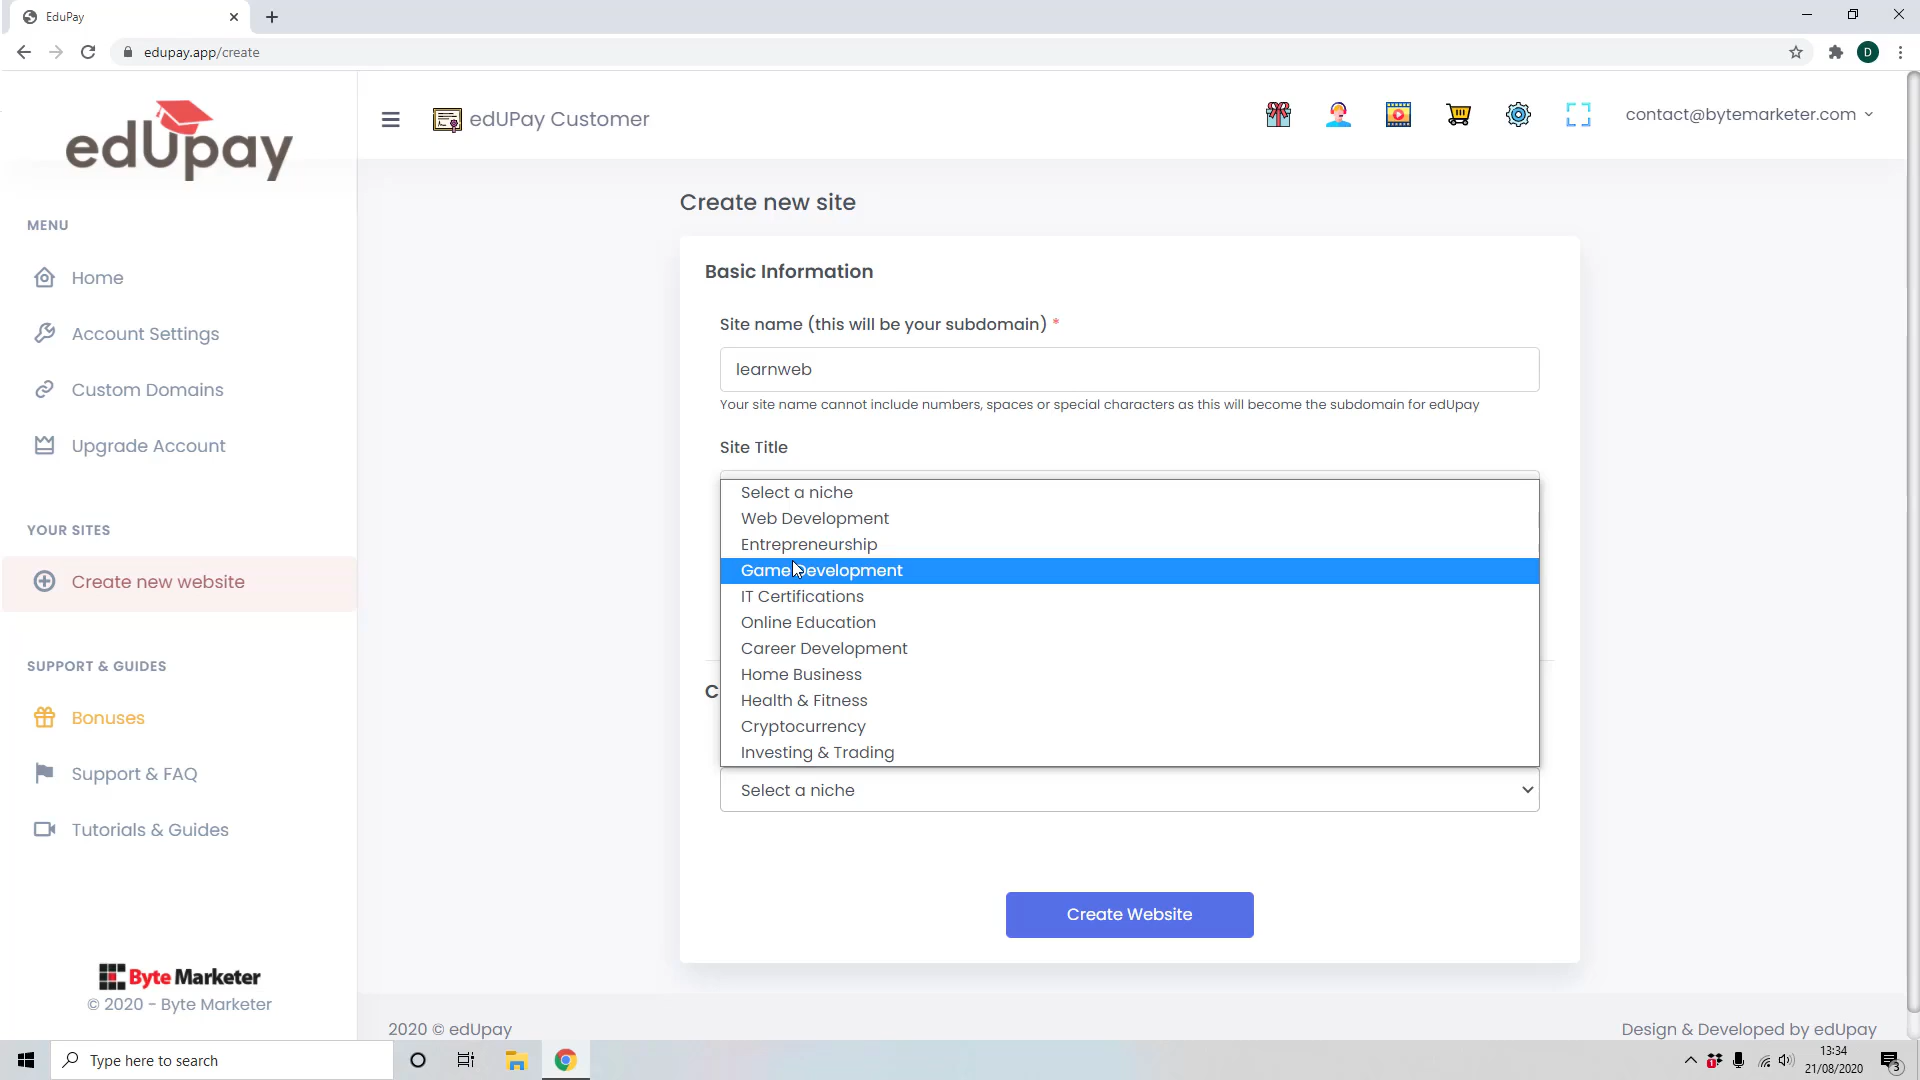 EduPay
edupay.app/create
D
edUpay
edUPay Customer
contact@bytemarketer.com
MENU
Home
Account Settings
Custom Domains
Upgrade Account
YOUR SITES
Create new website
SUPPORT & GUIDES
Bonuses
Support & FAQ
Tutorials & Guides
Byte Marketer
© 2020 - Byte Marketer
Create new site
Basic Information
Site name (this will be your subdomain) *
learnweb
Your site name cannot include numbers, spaces or special characters as this will become the subdomain for edUpay
Site Title
Select a niche
Web Development
Entrepreneurship
Game Development
IT Certifications
Online Education
Career Development
Home Business
Health & Fitness
Cryptocurrency
Investing & Trading
C
Select a niche
Create Website
2020 © edUpay
Design & Developed by edUpay
Type here to search
13:34
21/08/2020
3